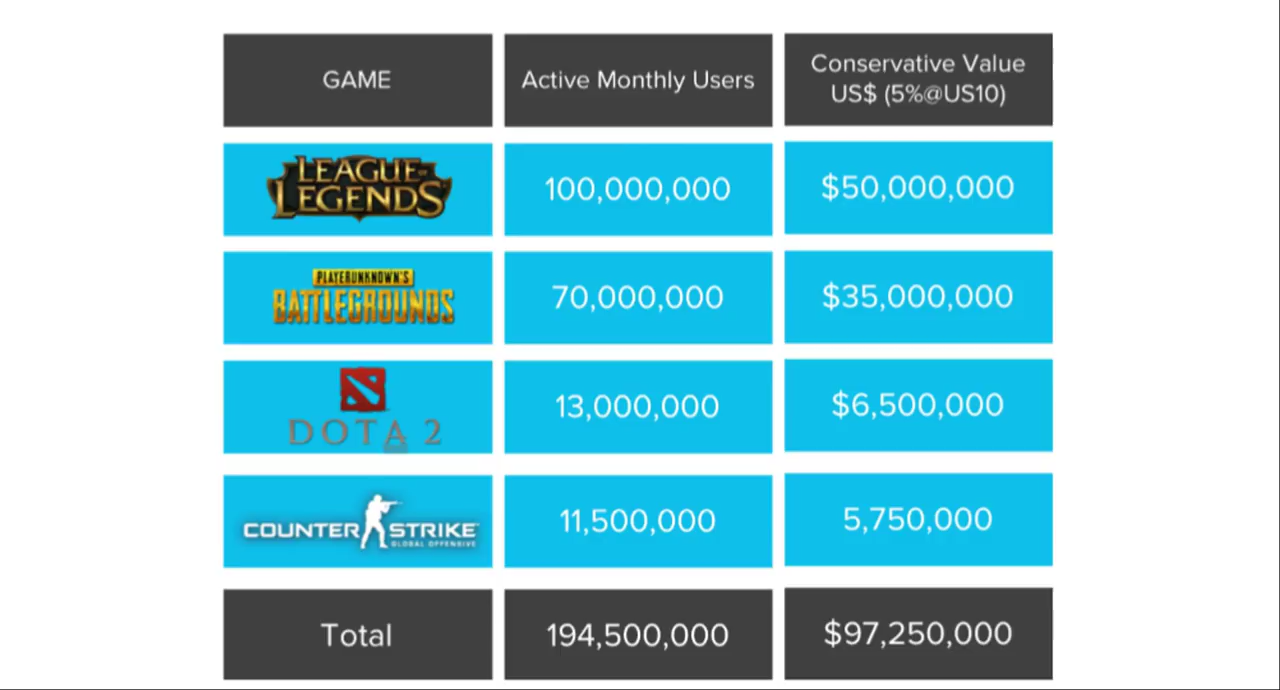 GAME
Active Monthly Users
Conservative Value
US$ (5%@US10)
LEAGUE OF
LEGENDS
100,000,000
$50,000,000
PLAYERUNKNOWN'S
BATTLEGROUNDS
70,000,000
$35,000,000
DOTA 2
13,000,000
$6,500,000
COUNTER STRIKE
GLOBAL OFFENSIVE
11,500,000
5,750,000
Total
194,500,000
$97,250,000